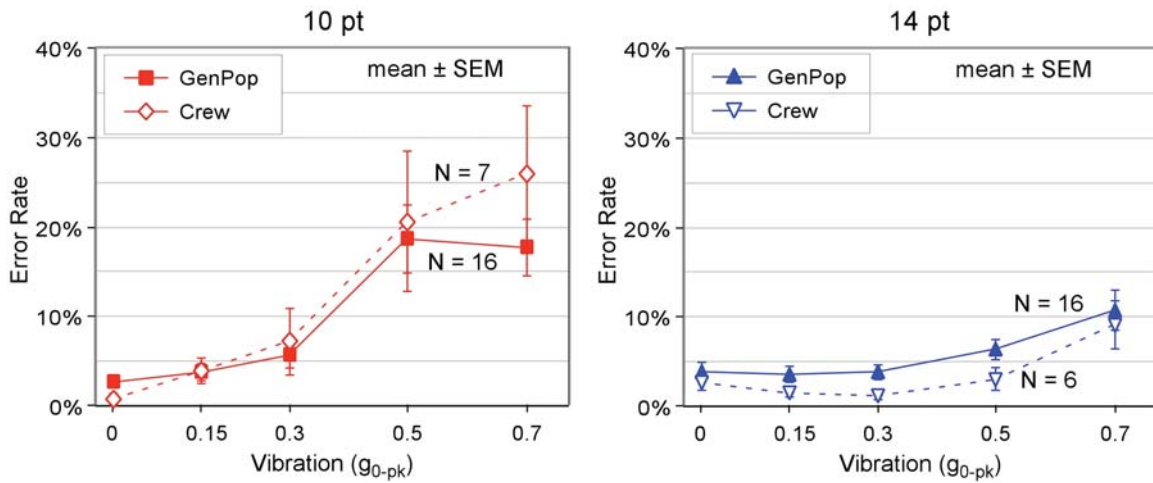 10 pt
40%
30%
20%
10%
0%
Error Rate
GenPop
Crew
mean ± SEM
N = 7
N = 16
0 0.15 0.3 0.5 0.7
Vibration (g0-pk)
14 pt
40%
30%
20%
10%
0%
Error Rate
GenPop
Crew
mean ± SEM
N = 16
N = 6
0 0.15 0.3 0.5 0.7
Vibration (g0-pk)